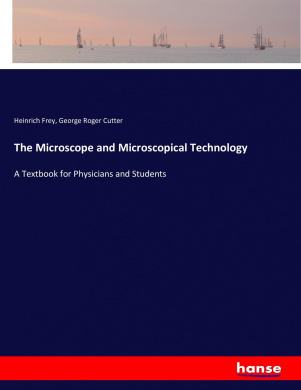 Heinrich Frey, George Roger Cutter
The Microscope and Microscopical Technology
A Textbook for Physicians and Students
hanse